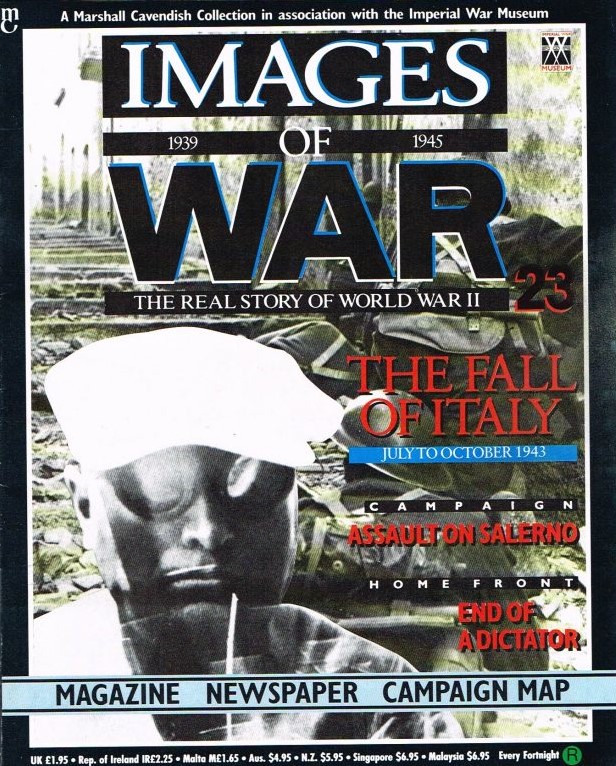 mc
A Marshall Cavendish Collection in association with the Imperial War Museum
IMPERIAL WAR
MUSEUM
IMAGES
1939 OF 1945
WAR
THE REAL STORY OF WORLD WAR II
23
THE FALL
OF ITALY
JULY TO OCTOBER 1943
CAMPAIGN
ASSAULT ON SALERNO
HOME FRONT
END OF
A DICTATOR
MAGAZINE NEWSPAPER CAMPAIGN MAP
UK £1.95 • Rep. of Ireland IR£2.25 • Malta M£1.65 • Aus. $4.95 • N.Z. $5.95 • Singapore $6.95 • Malaysia $6.95 Every Fortnight R